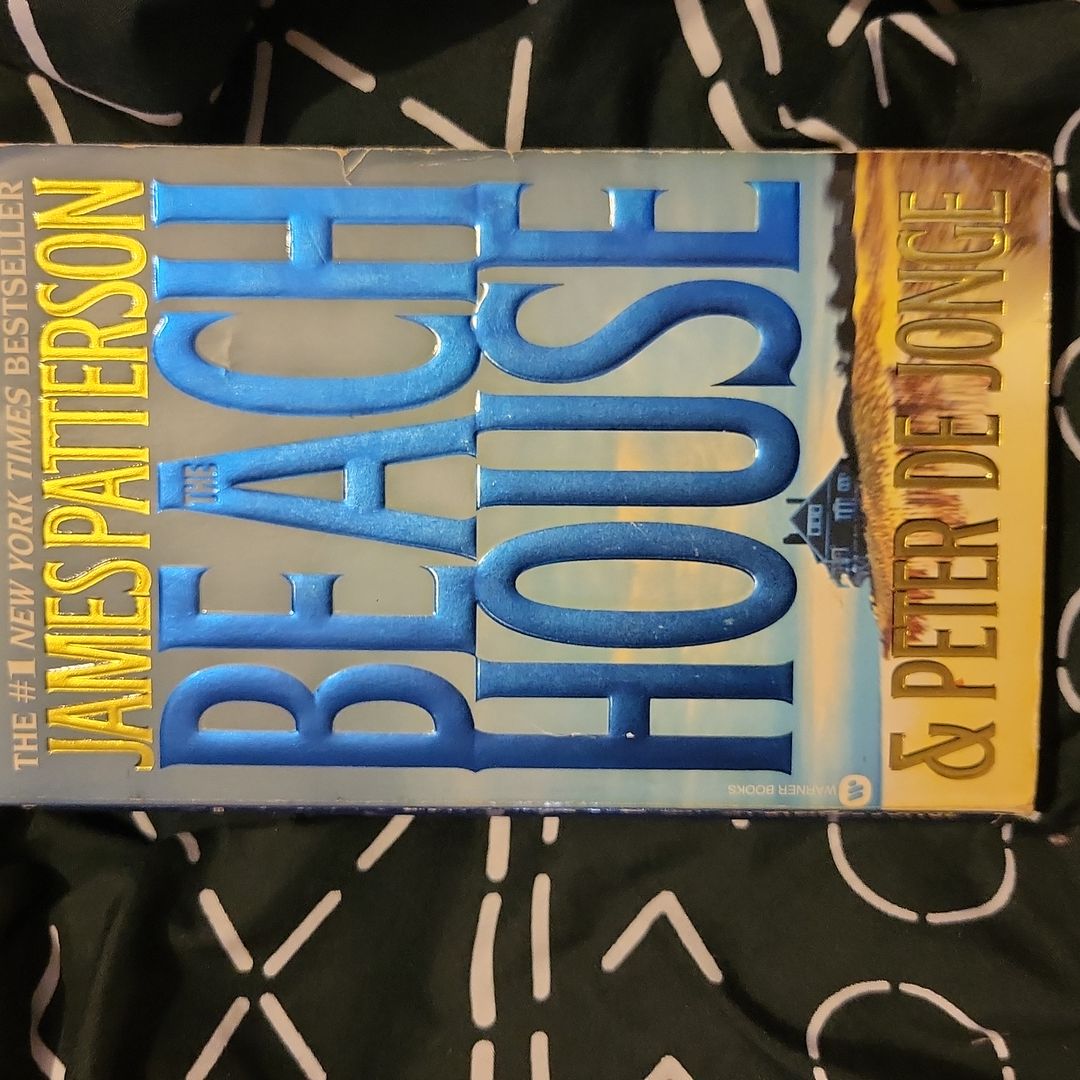 THE #1 NEW YORK TIMES BESTSELLER
JAMES PATTERSON
THE
BEACH
HOUSE
WARNER BOOKS
& PETER DE JONGE